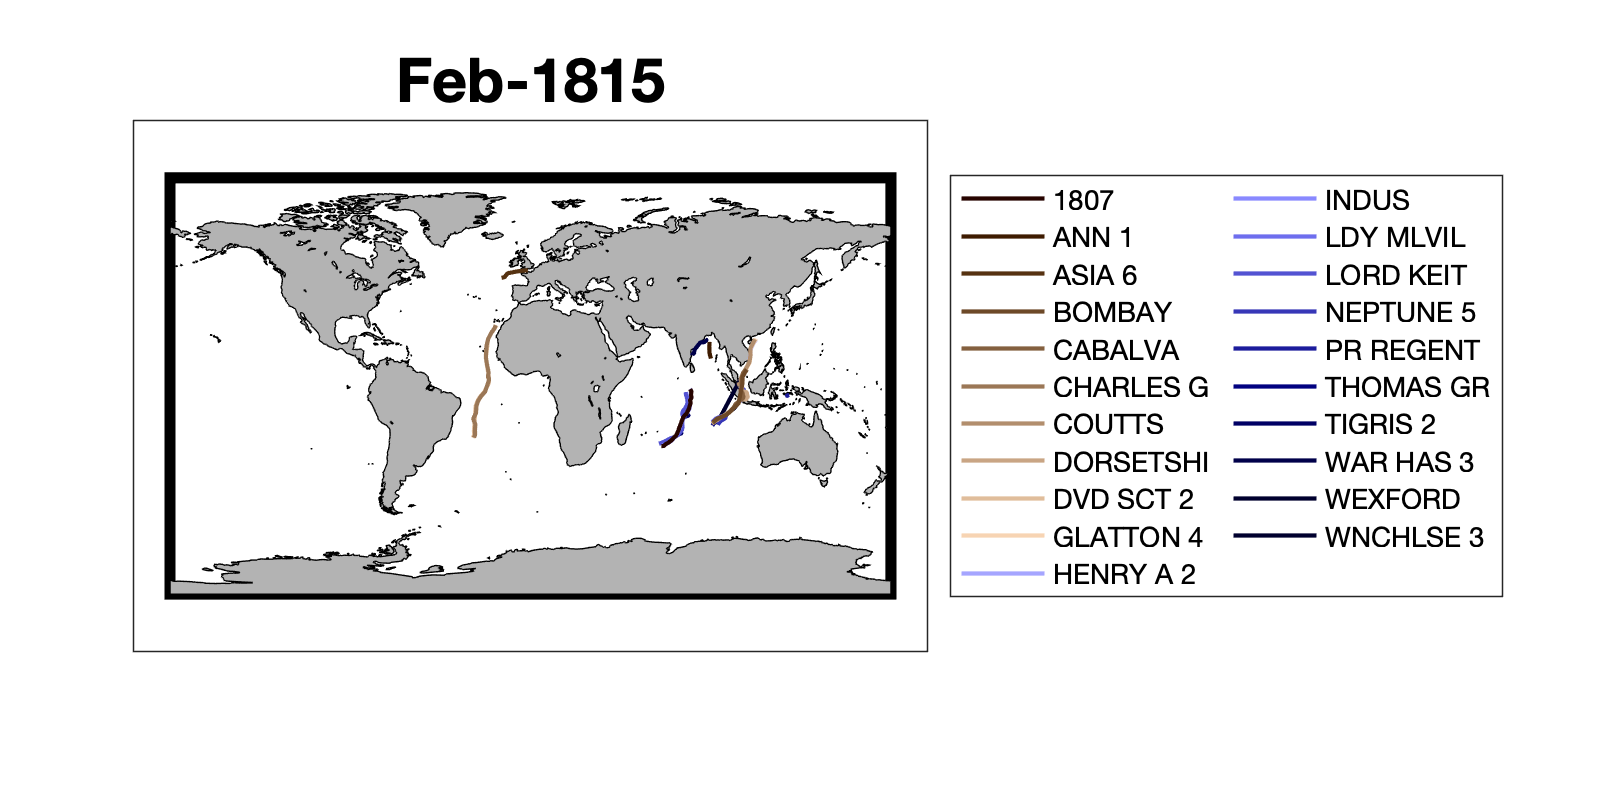 Feb-1815
1807
ANN 1
ASIA 6
BOMBAY
CABALVA
CHARLES G
COUTTS
DORSETSHI
DVD SCT 2
GLATTON 4
HENRY A 2
INDUS
LDY MLVIL
LORD KEIT
NEPTUNE 5
PR REGENT
THOMAS GR
TIGRIS 2
WAR HAS 3
WEXFORD
WNCHLSE 3